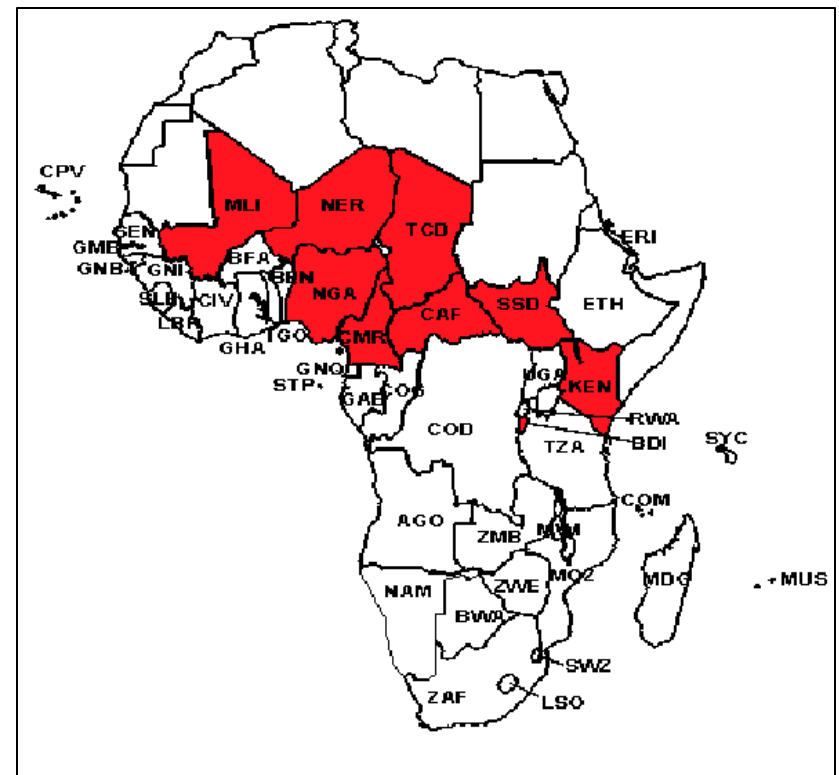 CPV
MLI
NER
TCD
SEN
GMB
ERI
GNB
GNI
BFA
BEN
NGA
SSD
ETH
SLE
CIV
CAF
LBR
TGO
CMR
GHA
GNQ
UGA
KEN
STP
GAB
COG
RWA
COD
BDI
SYC
TZA
COM
AGO
ZMB
MDG
MUS
NAM
ZWE
MOZ
BWA
SWZ
ZAF
LSO